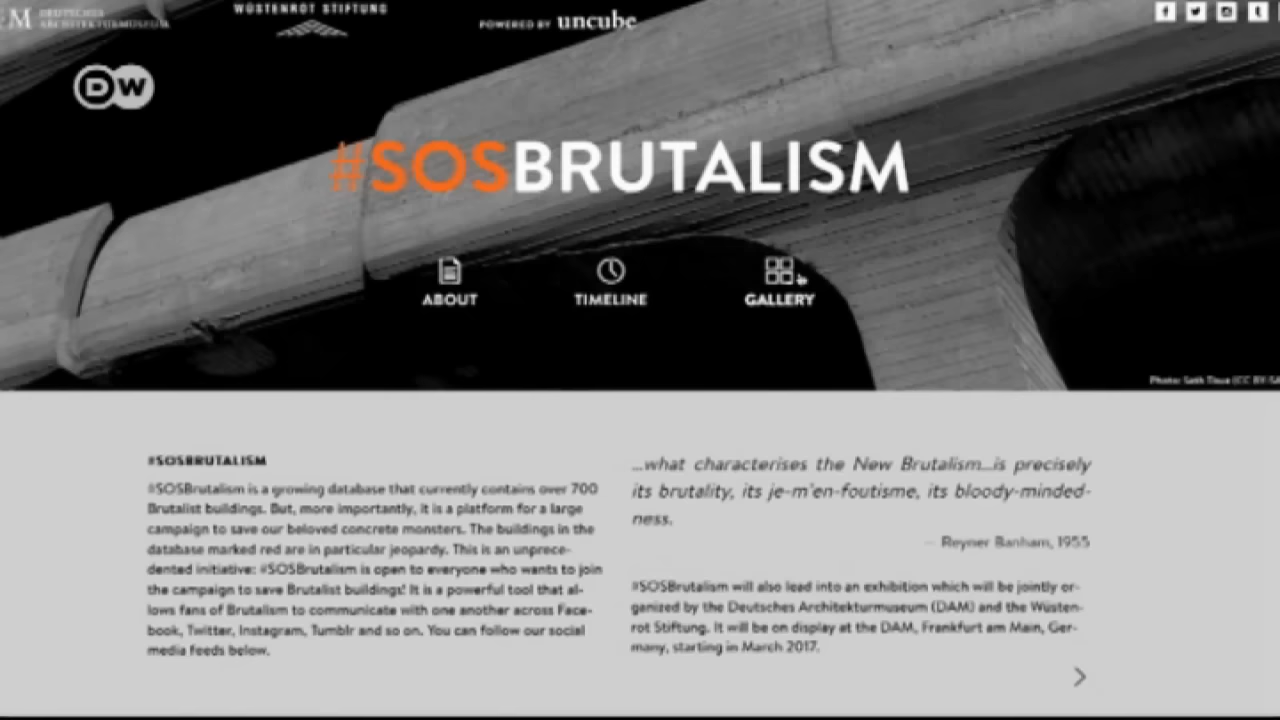 M DEUTSCHES
ARCHITEKTURMUSEUM
WÜSTENROT STIFTUNG
POWERED BY uncube
DW
#SOSBRUTALISM
ABOUT
TIMELINE
GALLERY
Photo:
#SOSBRUTALISM
#SOSBrutalism is a growing database that currently contains over 700
Brutalist buildings. But, more importantly, it is a platform for a large
campaign to save our beloved concrete monsters. The buildings in the
database marked red are in particular jeopardy. This is an unprece-
dented initiative: #SOSBrutalism is open to everyone who wants to join
the campaign to save Brutalist buildings! It is a powerful tool that al-
lows fans of Brutalism to communicate with one another across Face-
book, Twitter, Instagram, Tumblr and so on. You can follow our social
media feeds below.
...what characterises the New Brutalism...is precisely
its brutality, its je-m'en-foutisme, its bloody-minded-
ness.
— Reyner Banham, 1955
#SOSBrutalism will also lead into an exhibition which will be jointly or-
ganized by the Deutsches Architekturmuseum (DAM) and the Wüsten-
rot Stiftung. It will be on display at the DAM, Frankfurt am Main, Ger-
many, starting in March 2017.